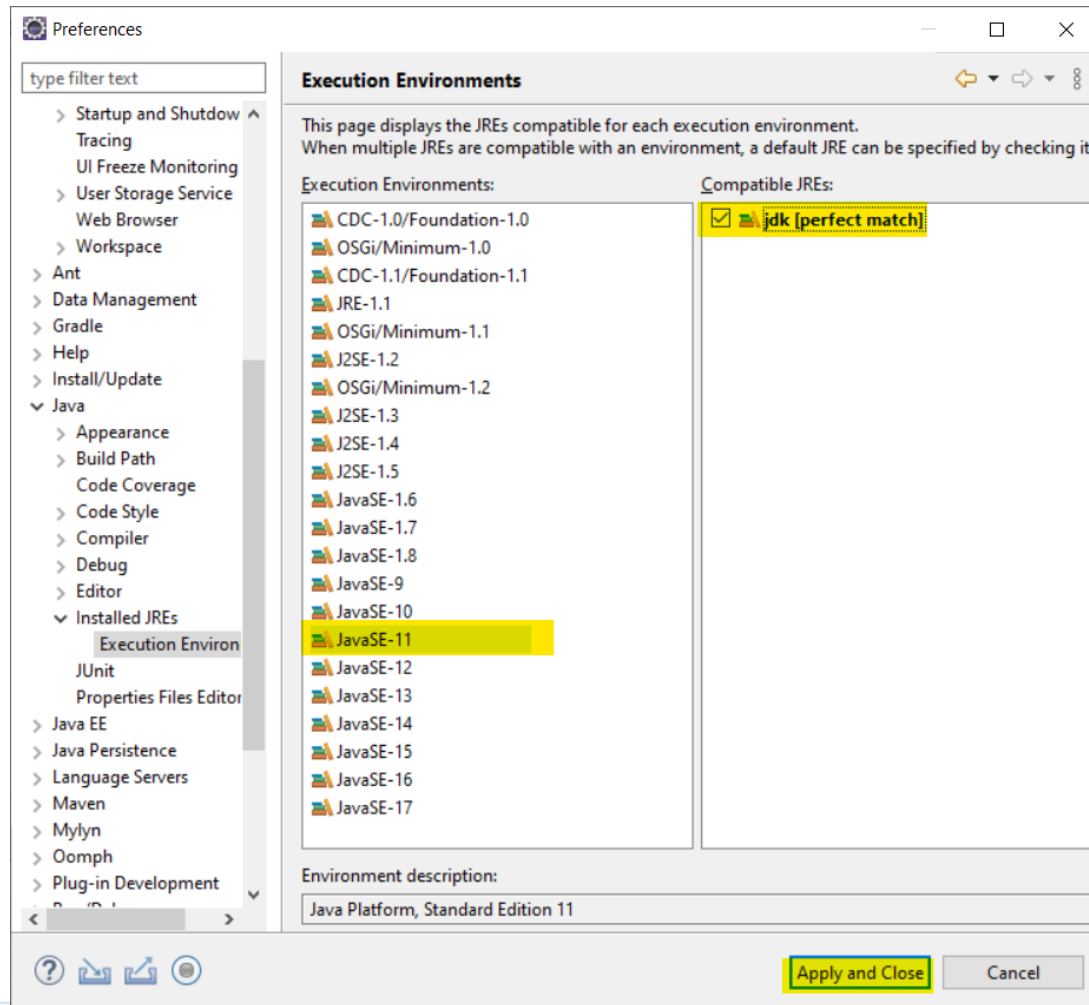 Preferences
type filter text
Startup and Shutdow
Tracing
UI Freeze Monitoring
User Storage Service
Web Browser
Workspace
Ant
Data Management
Gradle
Help
Install/Update
Java
Appearance
Build Path
Code Coverage
Code Style
Compiler
Debug
Editor
Installed JREs
Execution Environ
JUnit
Properties Files Editor
Java EE
Java Persistence
Language Servers
Maven
Mylyn
Oomph
Plug-in Development
Execution Environments
This page displays the JREs compatible for each execution environment.
When multiple JREs are compatible with an environment, a default JRE can be specified by checking it
Execution Environments:
CDC-1.0/Foundation-1.0
OSGi/Minimum-1.0
CDC-1.1/Foundation-1.1
JRE-1.1
OSGi/Minimum-1.1
J2SE-1.2
OSGi/Minimum-1.2
J2SE-1.3
J2SE-1.4
J2SE-1.5
JavaSE-1.6
JavaSE-1.7
JavaSE-1.8
JavaSE-9
JavaSE-10
JavaSE-11
JavaSE-12
JavaSE-13
JavaSE-14
JavaSE-15
JavaSE-16
JavaSE-17
Compatible JREs:
jdk [perfect match]
Environment description:
Java Platform, Standard Edition 11
Apply and Close
Cancel